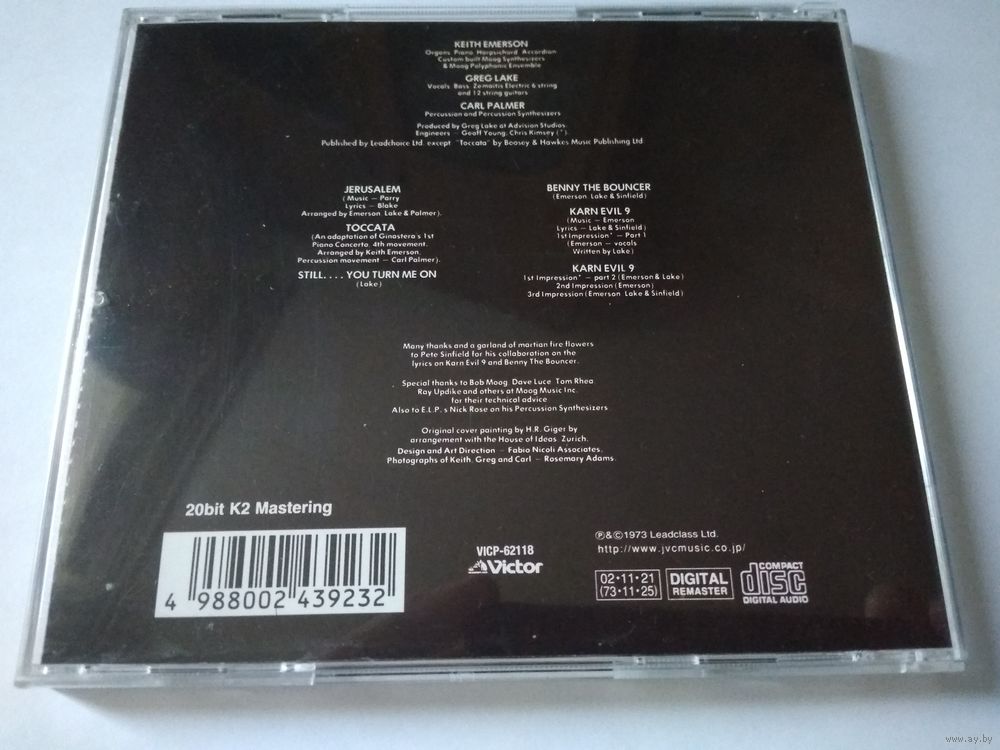 KEITH EMERSON
Organs Piano Harpsichord Accordion
Custom built Moog Synthesizers
& Moog Polyphonic Ensemble
GREG LAKE
Vocals Bass Zemaitis Electric 6 string
and 12 string guitars
CARL PALMER
Percussion and Percussion Synthesizers
Produced by Greg Lake at Advision Studios.
Engineers – Geoff Young, Chris Kimsey (*).
Published by Leadchoice Ltd. except "Toccata" by Boosey & Hawkes Music Publishing Ltd
JERUSALEM
(Music – Parry
Lyrics – Blake
Arranged by Emerson Lake & Palmer).
TOCCATA
(An adaptation of Ginastera's 1st
Piano Concerto. 4th movement.
Arranged by Keith Emerson.
Percussion movement – Carl Palmer).
STILL.... YOU TURN ME ON
(Lake)
BENNY THE BOUNCER
(Emerson Lake & Sinfield)
KARN EVIL 9
(Music – Emerson
Lyrics – Lake & Sinfield)
1st Impression* – Part 1
(Emerson – vocals
Written by Lake)
KARN EVIL 9
1st Impression* – part 2 (Emerson & Lake)
2nd Impression (Emerson)
3rd Impression (Emerson Lake & Sinfield)
Many thanks and a garland of martian fire flowers
to Pete Sinfield for his collaboration on the
lyrics on Karn Evil 9 and Benny The Bouncer.
Special thanks to Bob Moog Dave Luce Tom Rhea
Ray Updike and others at Moog Music Inc.
for their technical advice
Also to E.L.P.s Nick Rose on his Percussion Synthesizers
Original cover painting by H.R. Giger by
arrangement with the House of Ideas Zurich.
Design and Art Direction – Fabio Nicoli Associates.
Photographs of Keith, Greg and Carl – Rosemary Adams.
20bit K2 Mastering
4 988002 439232
VICP-62118
Victor
℗&©1973 Leadclass Ltd.
http://www.jvcmusic.co.jp/
02·11·21
(73·11·25)
DIGITAL
REMASTER
COMPACT
disc
DIGITAL AUDIO
www.ay.by